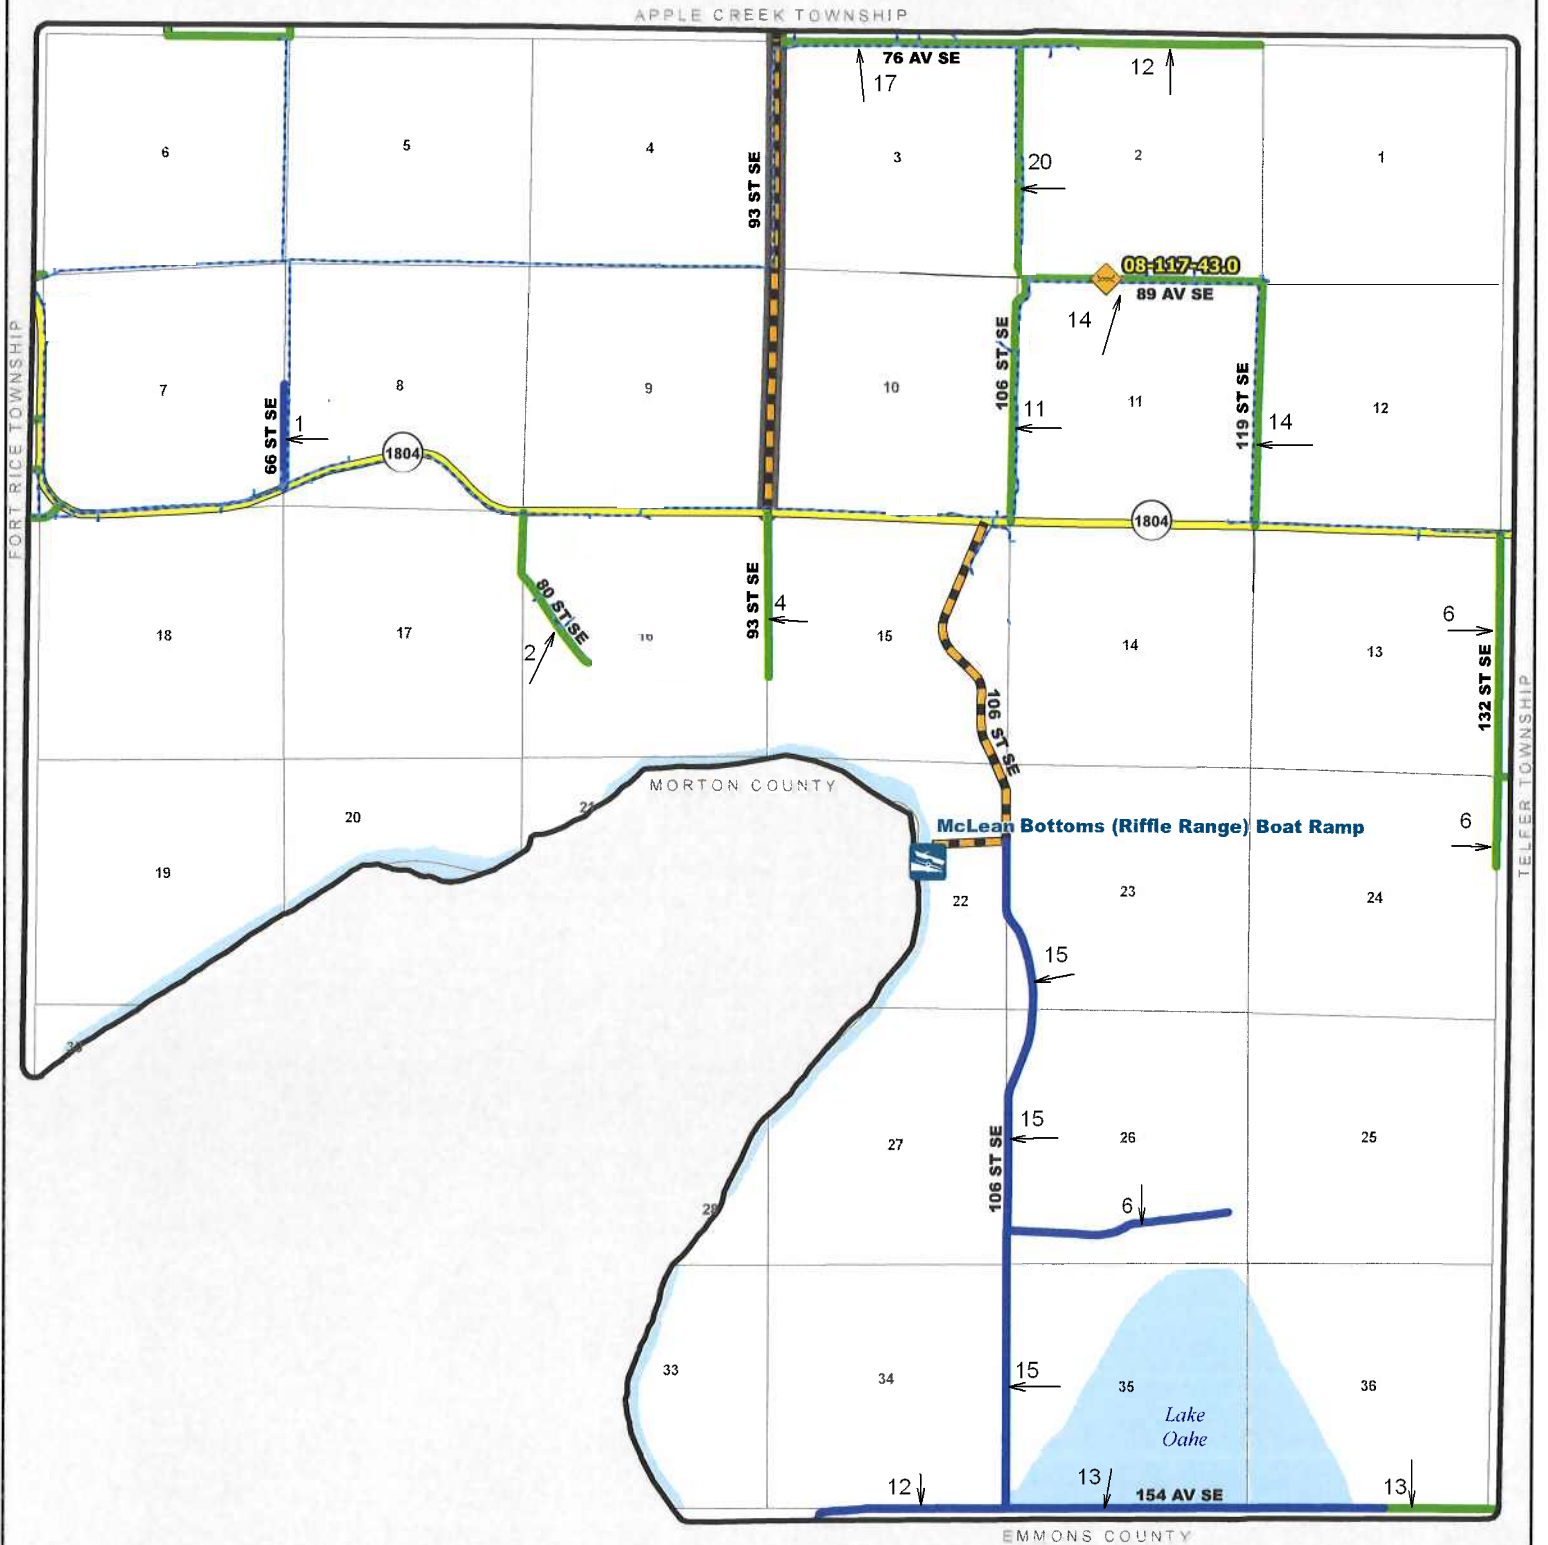 APPLE CREEK TOWNSHIP
76 AV SE
17
12
6
5
4
93 ST SE
3
20
2
1
08-117-43.0
89 AV SE
14
FORT RICE TOWNSHIP
7
66 ST SE
1
8
1804
9
10
106 ST SE
11
11
119 ST SE
14
12
1804
18
17
80 ST SE
2
16
93 ST SE
4
15
106 ST SE
14
13
6
132 ST SE
TELFER TOWNSHIP
MORTON COUNTY
21
20
19
McLean Bottoms (Riffle Range) Boat Ramp
6
22
23
24
15
27
106 ST SE
15
26
25
28
6
33
34
15
35
36
Lake
Oahe
12
13
154 AV SE
13
EMMONS COUNTY